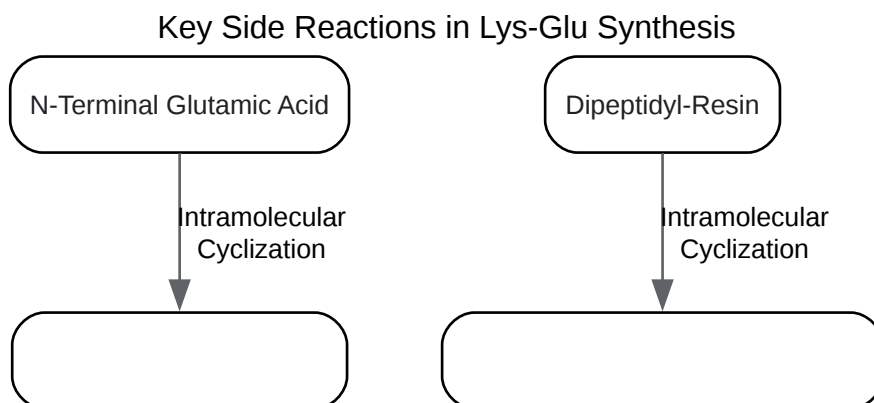 Key Side Reactions in Lys-Glu Synthesis
N-Terminal Glutamic Acid
Dipeptidyl-Resin
Intramolecular
Cyclization
Intramolecular
Cyclization